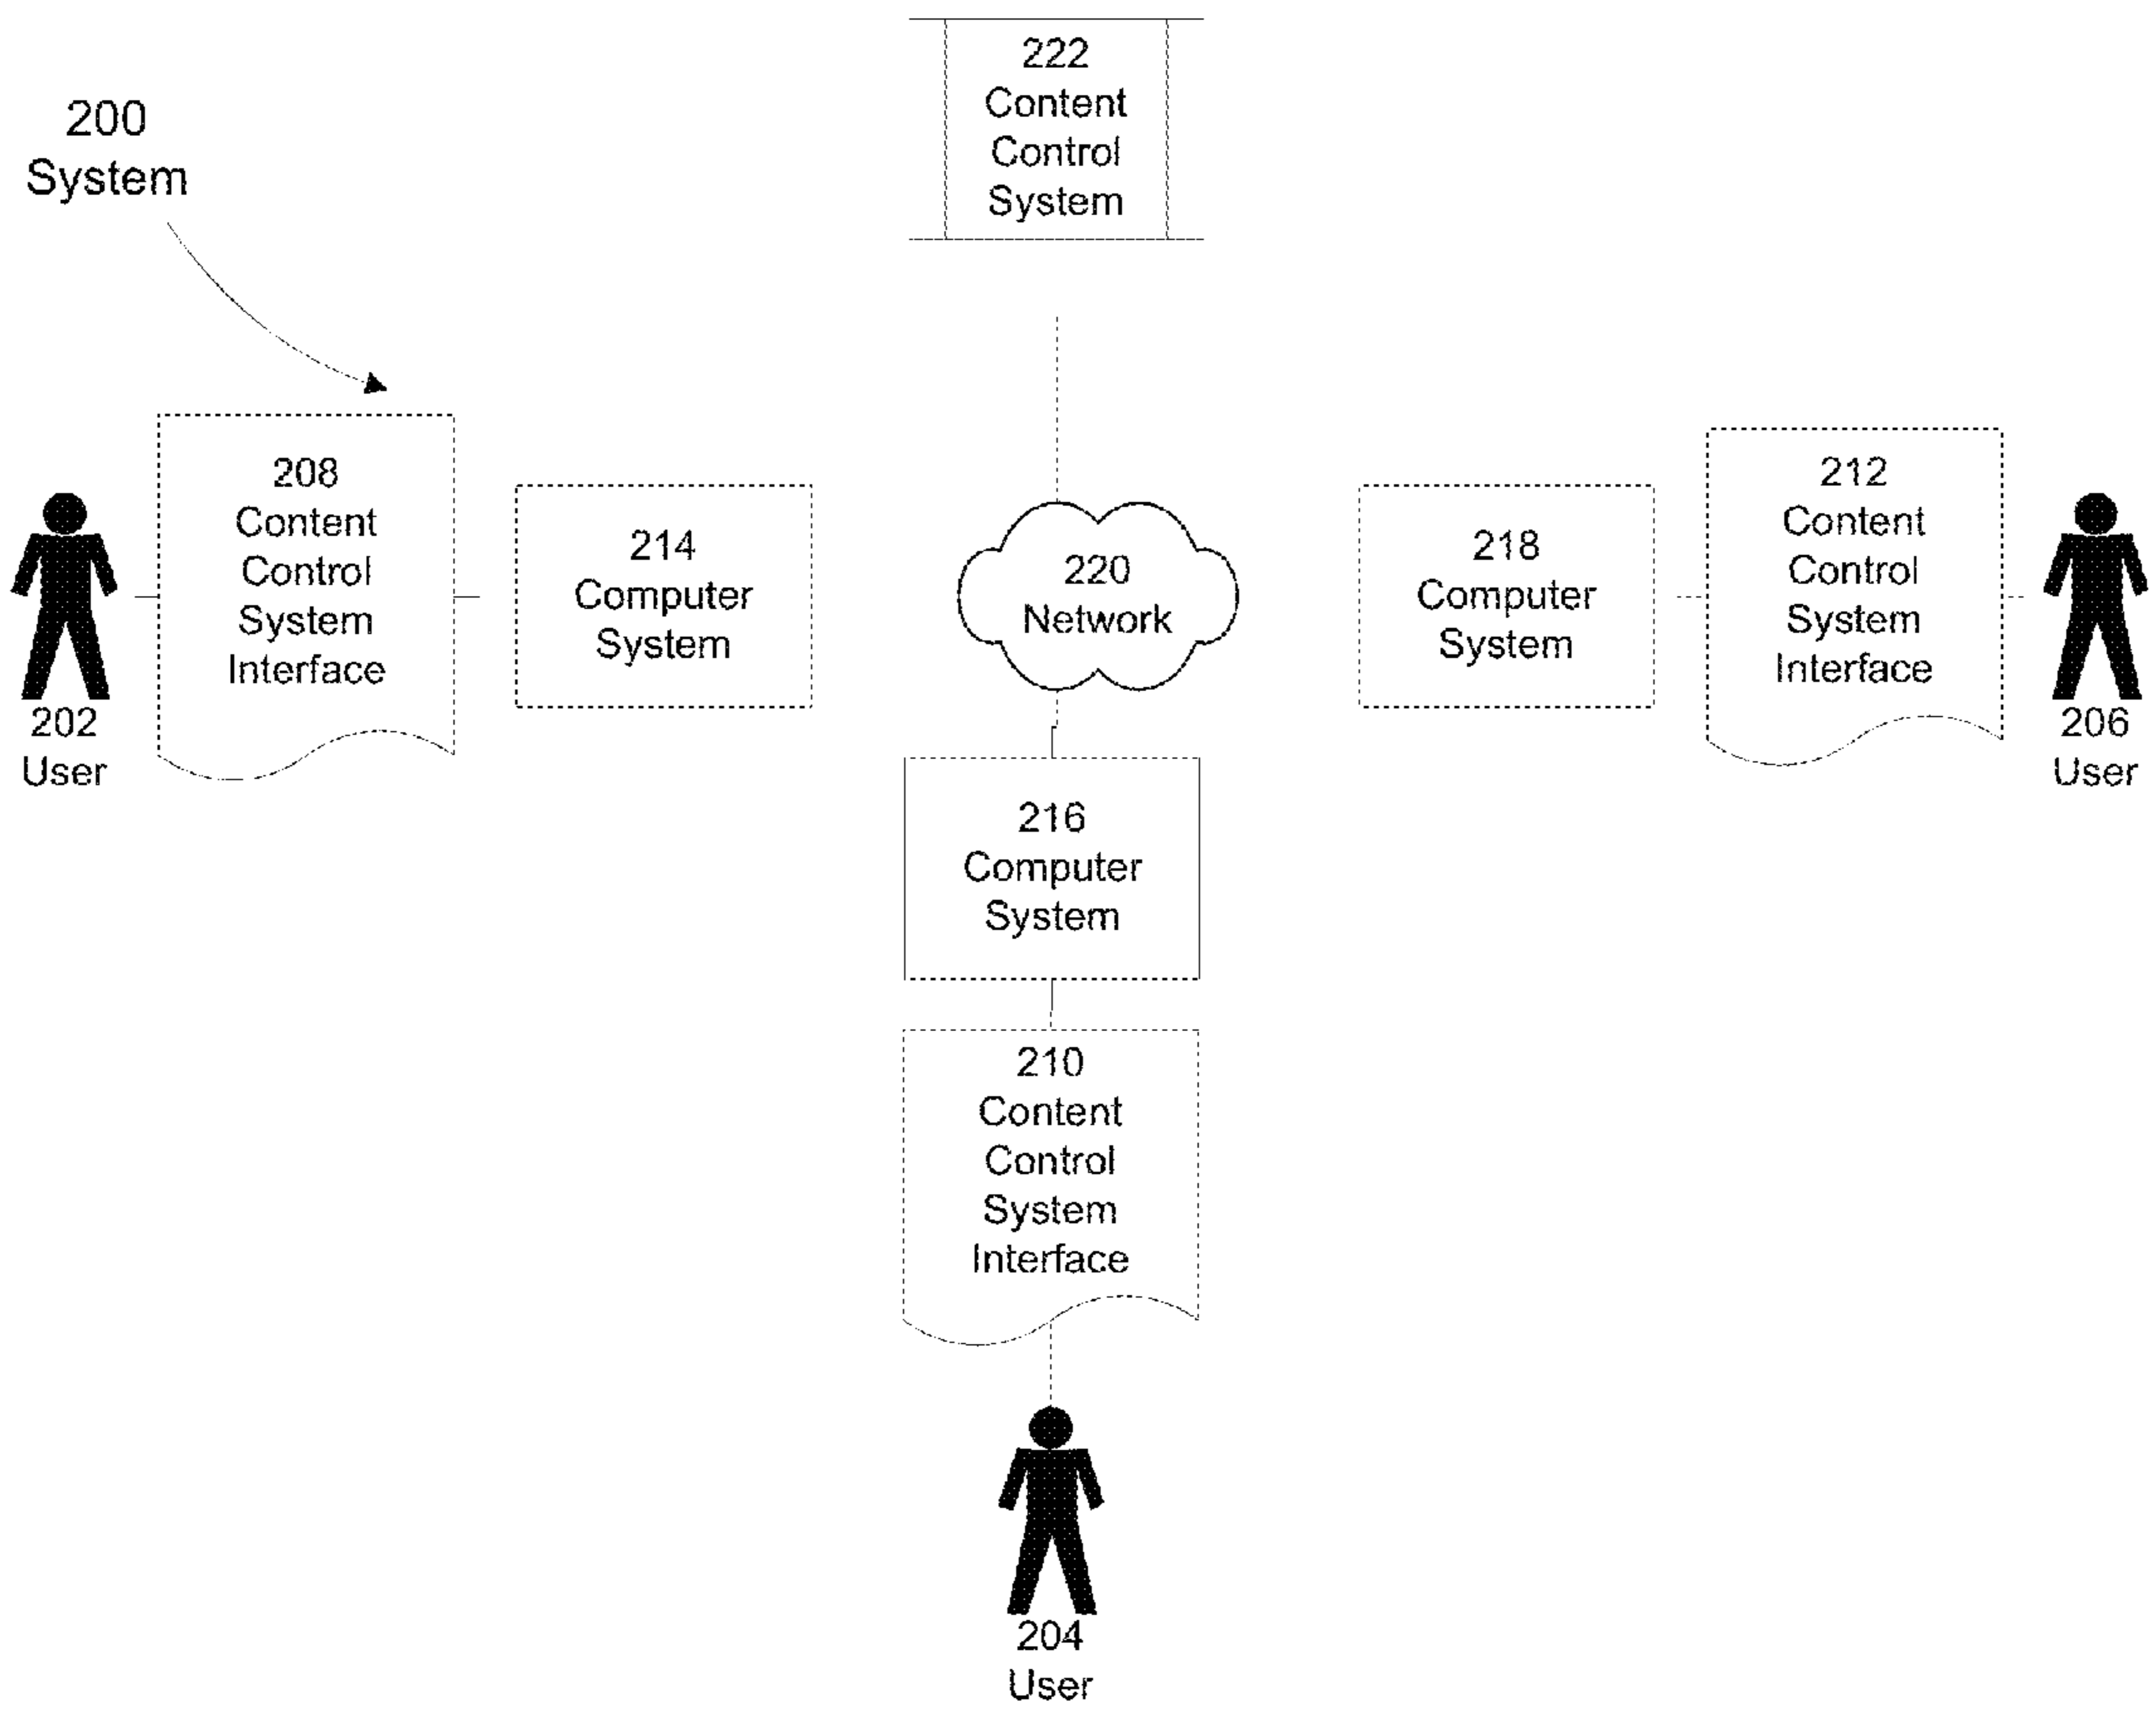 222
Content
Control
System
200
System
208
Content
Control
System
Interface
202
User
214
Computer
System
220
Network
218
Computer
System
212
Content
Control
System
Interface
206
User
216
Computer
System
210
Content
Control
System
Interface
204
User